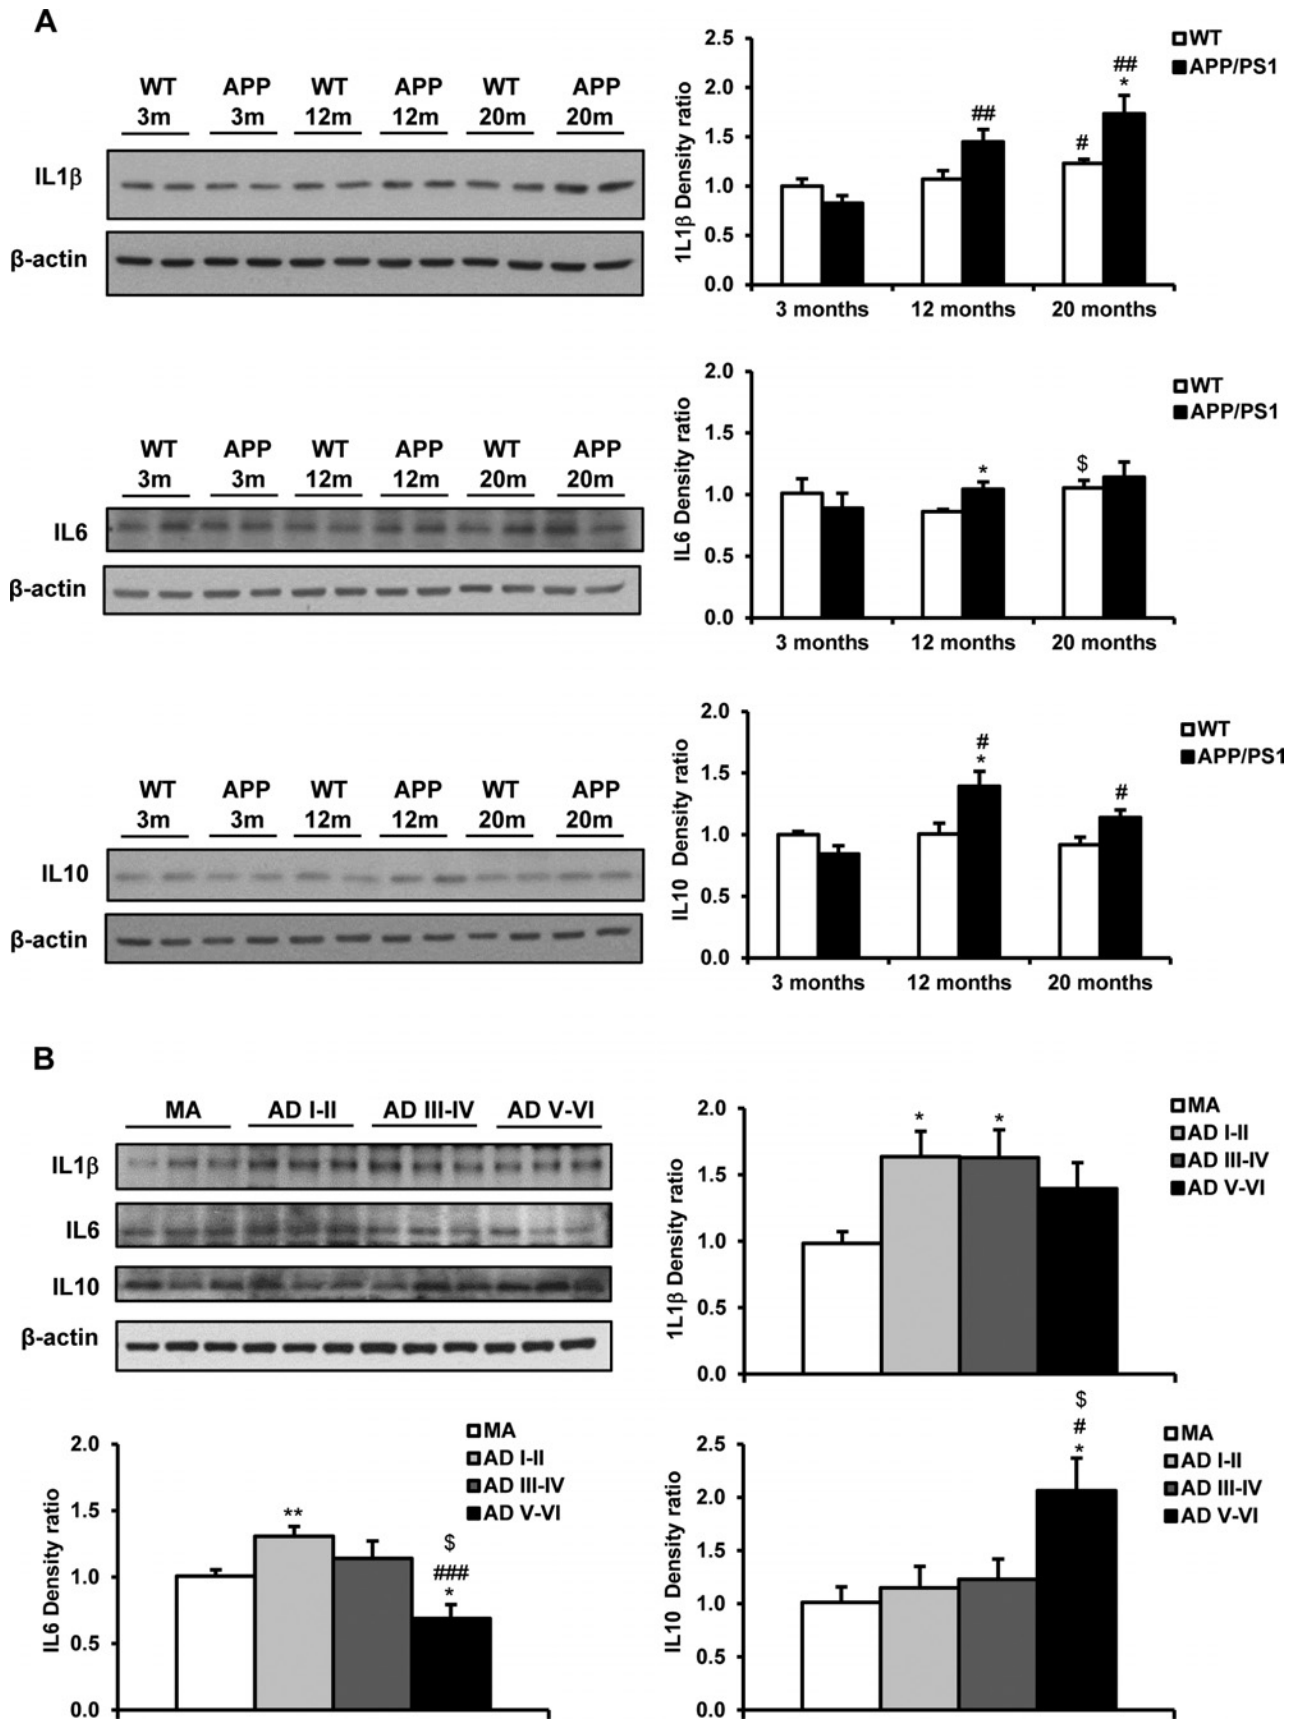 A
WT APP WT APP WT APP
3m 3m 12m 12m 20m 20m
IL1β
β-actin
1L1β Density ratio
2.5
2.0
1.5
1.0
0.5
0.0
## 
#
##
*
3 months 12 months 20 months
WT
APP/PS1
WT APP WT APP WT APP
3m 3m 12m 12m 20m 20m
IL6
β-actin
IL6 Density ratio
2.0
1.5
1.0
0.5
0.0
*
$
3 months 12 months 20 months
WT
APP/PS1
WT APP WT APP WT APP
3m 3m 12m 12m 20m 20m
IL10
β-actin
IL10 Density ratio
2.0
1.5
1.0
0.5
0.0
#
*
#
3 months 12 months 20 months
WT
APP/PS1
B
MA AD I-II AD III-IV AD V-VI
IL1β
IL6
IL10
β-actin
1L1β Density ratio
2.0
1.5
1.0
0.5
0.0
* *
MA
AD I-II
AD III-IV
AD V-VI
IL6 Density ratio
2.0
1.5
1.0
0.5
0.0
**
$
###
*
MA
AD I-II
AD III-IV
AD V-VI
IL10 Density ratio
2.5
2.0
1.5
1.0
0.5
0.0
$
#
*
MA
AD I-II
AD III-IV
AD V-VI